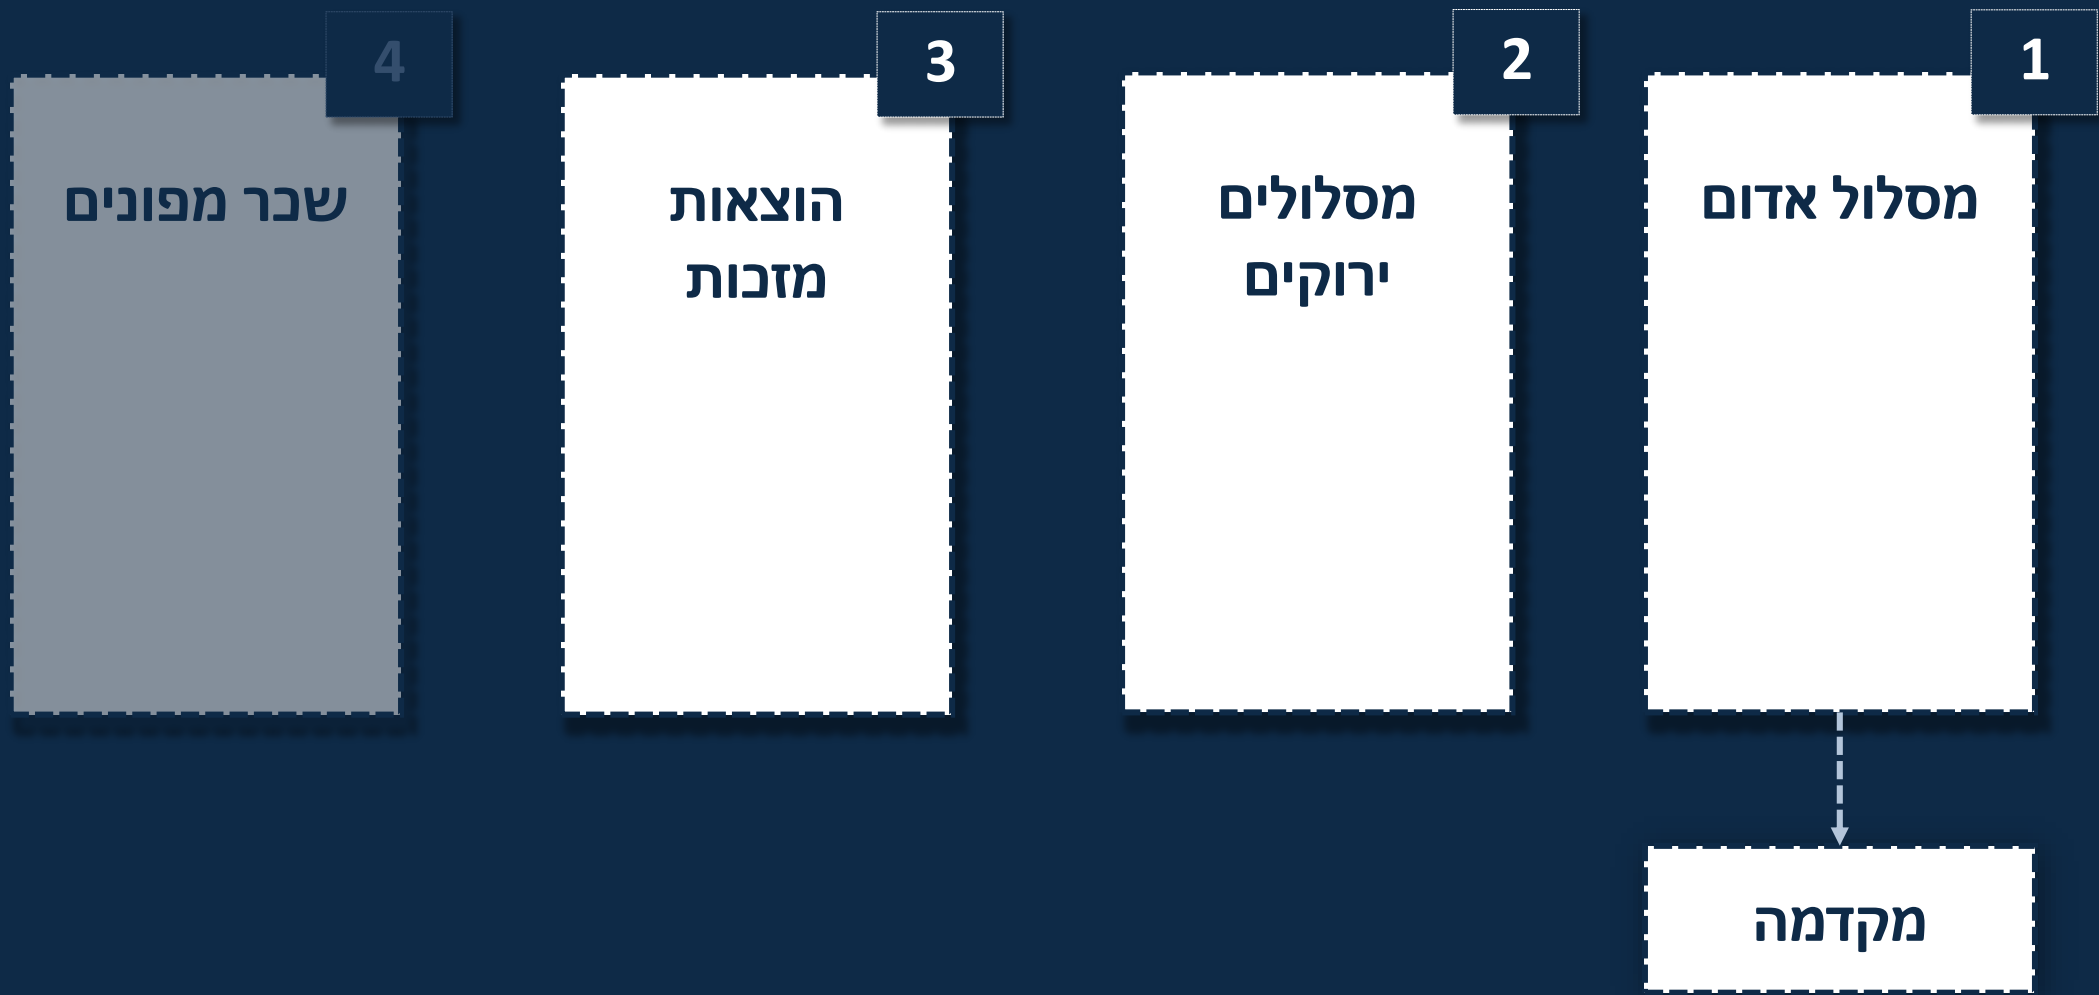 1
מסלול אדום
מקדמה
2
מסלולים
ירוקים
3
הוצאות
מזכות
4
שכר מפונים